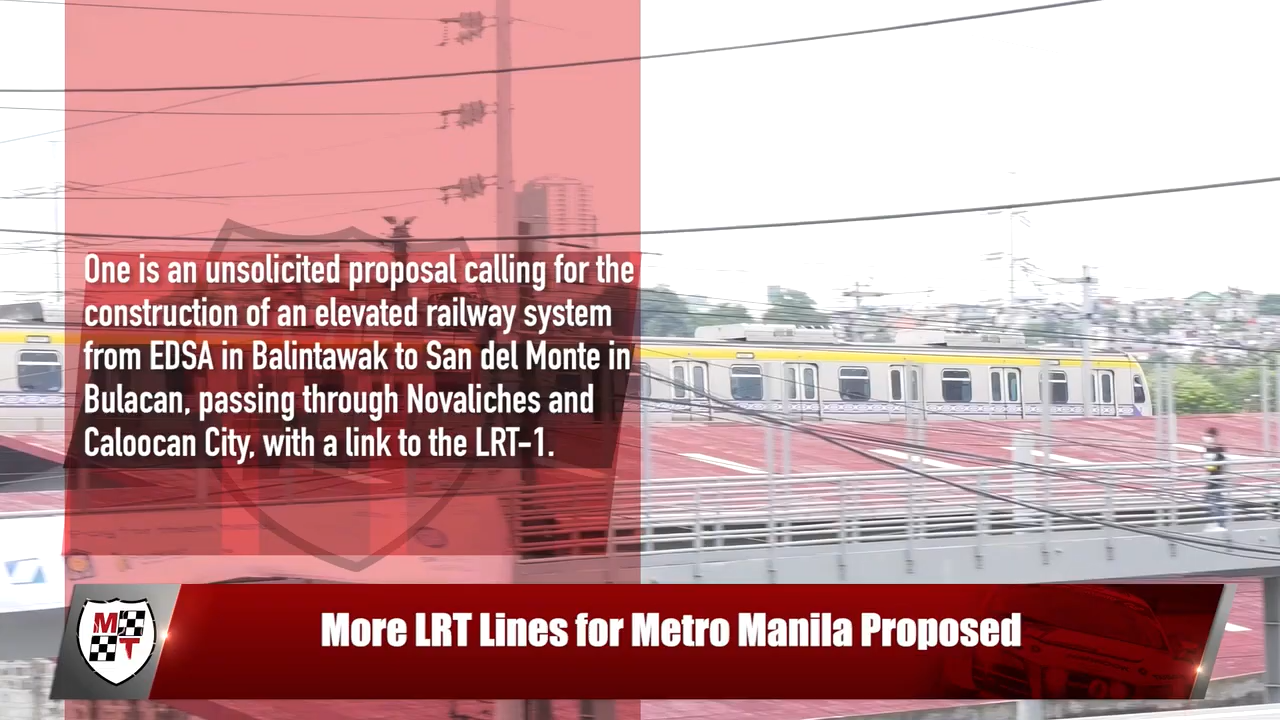 One is an unsolicited proposal calling for the
construction of an elevated railway system
from EDSA in Balintawak to San del Monte in
Bulacan, passing through Novaliches and
Caloocan City, with a link to the LRT-1.
More LRT Lines for Metro Manila Proposed
M
T